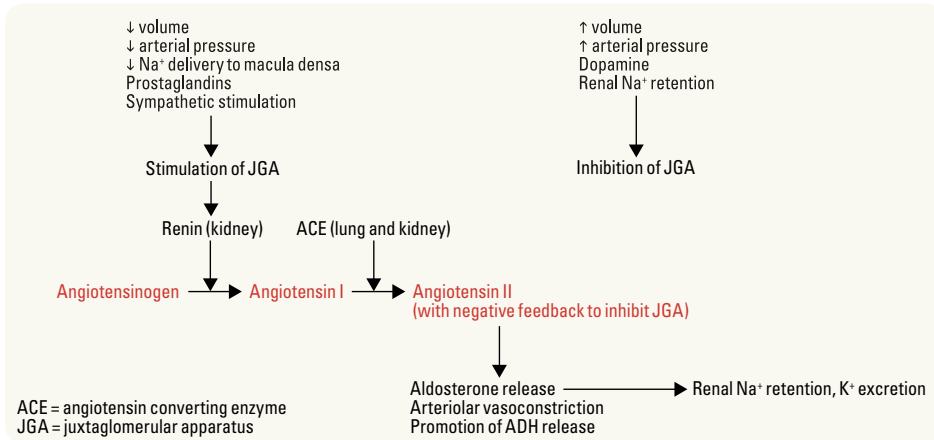 ↓ volume
↓ arterial pressure
↓ Na⁺ delivery to macula densa
Prostaglandins
Sympathetic stimulation
↑ volume
↑ arterial pressure
Dopamine
Renal Na⁺ retention
Stimulation of JGA
Inhibition of JGA
Renin (kidney)
ACE (lung and kidney)
Angiotensinogen
Angiotensin I
Angiotensin II
(with negative feedback to inhibit JGA)
Aldosterone release
Arteriolar vasoconstriction
Promotion of ADH release
Renal Na⁺ retention, K⁺ excretion
ACE = angiotensin converting enzyme
JGA = juxtaglomerular apparatus